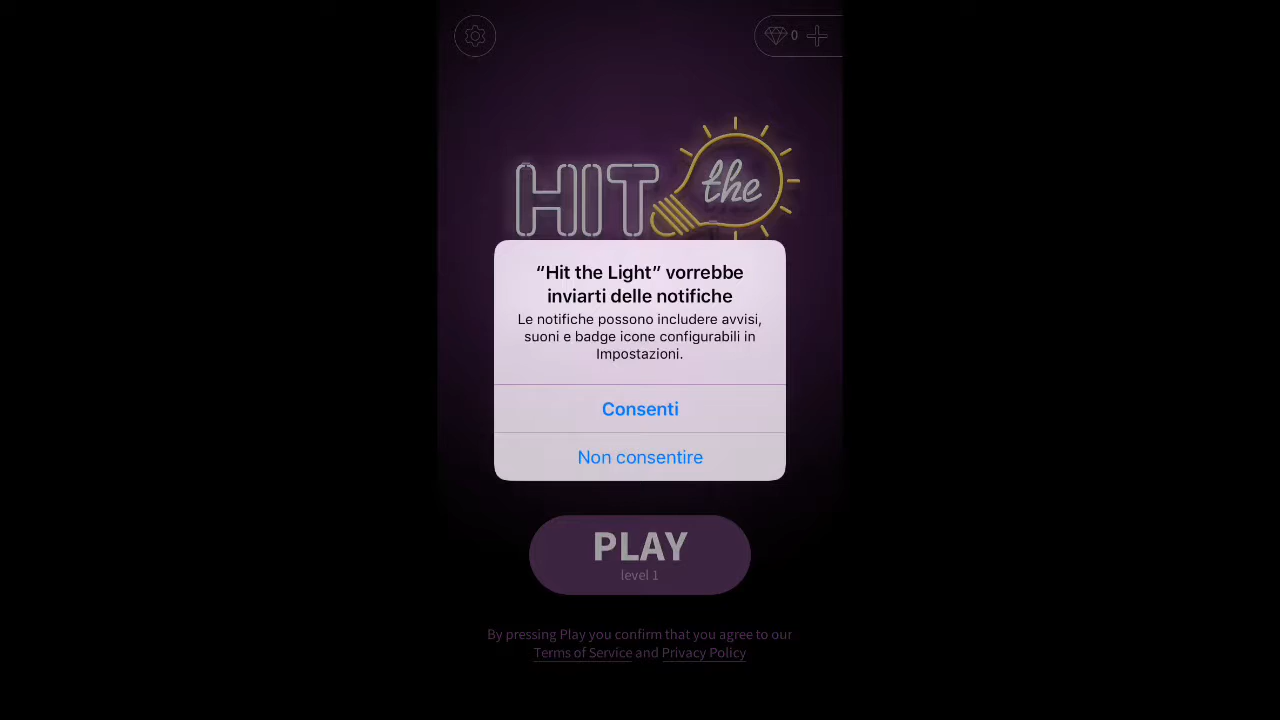 0
HIT the
“Hit the Light” vorrebbe
inviarti delle notifiche
Le notifiche possono includere avvisi,
suoni e badge icone configurabili in
Impostazioni.
Consenti
Non consentire
PLAY
level 1
By pressing Play you confirm that you agree to our
Terms of Service and Privacy Policy